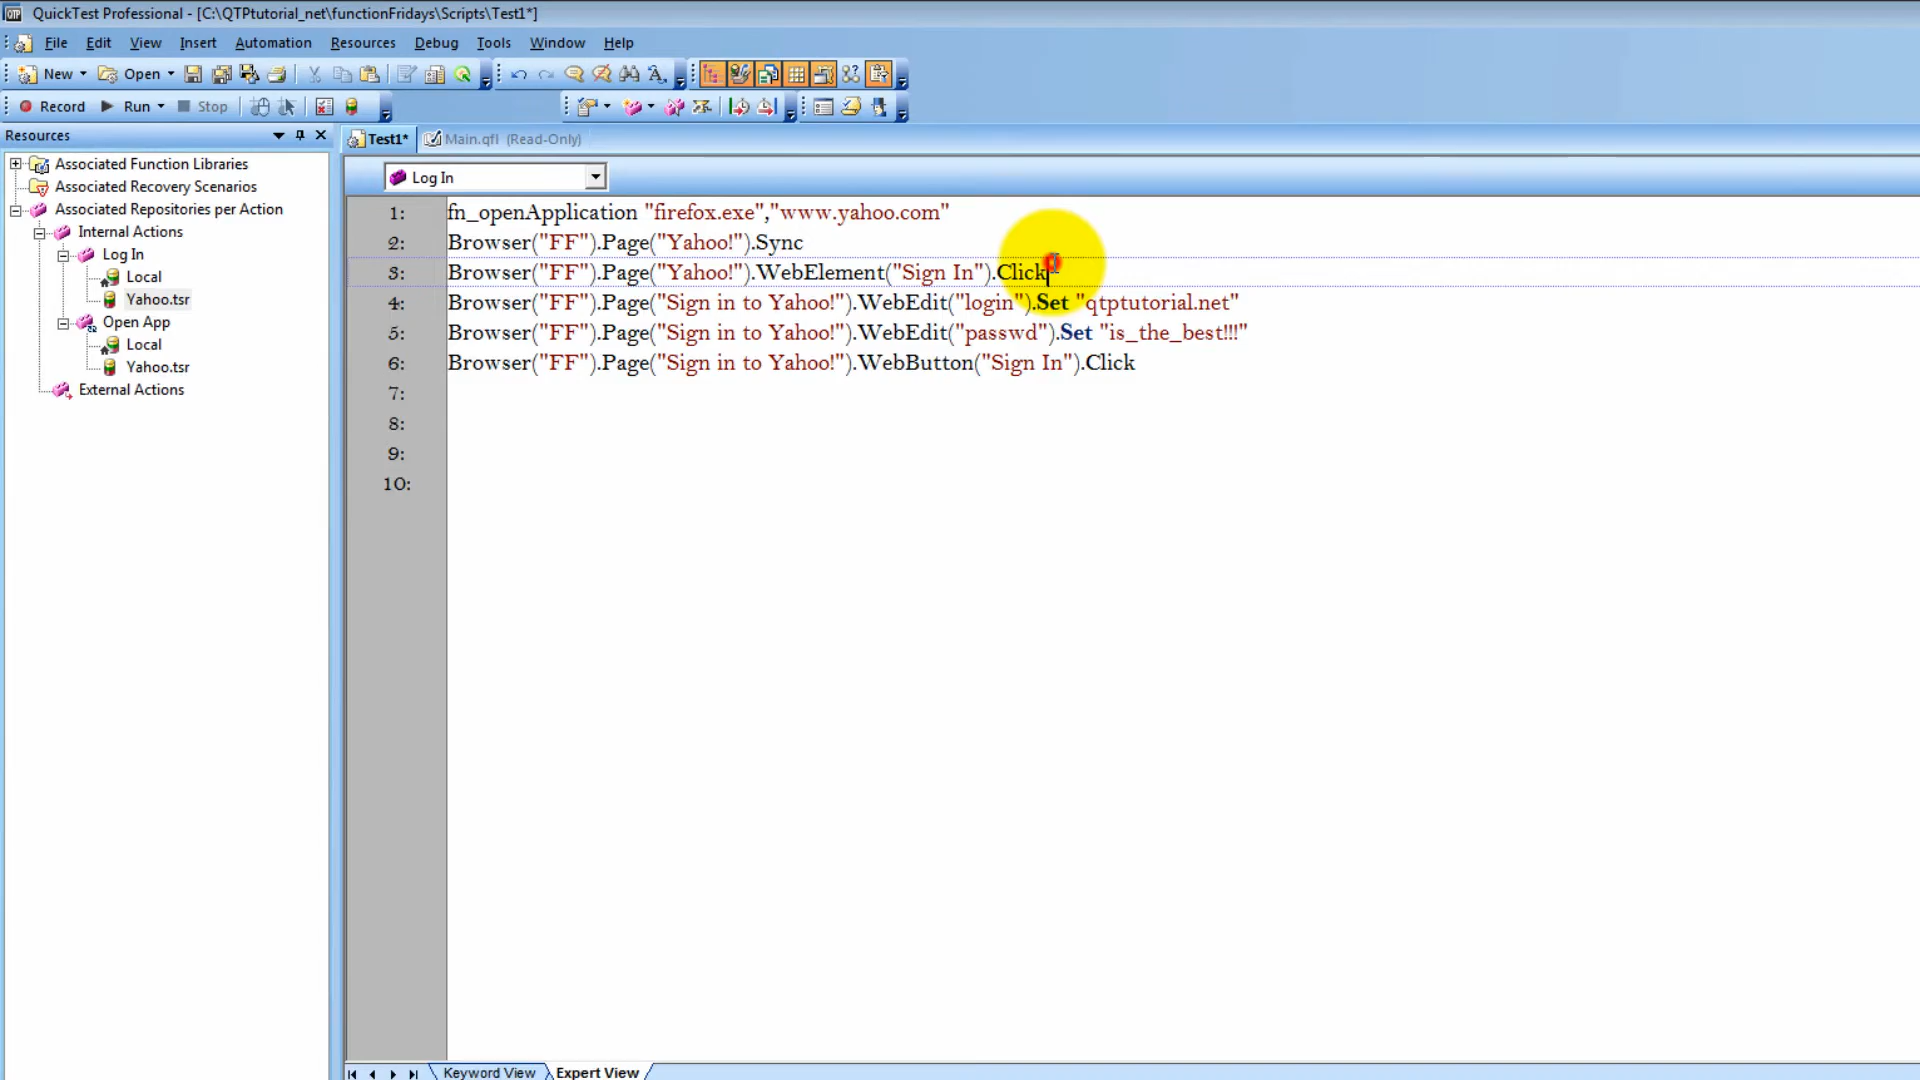 QuickTest Professional - [C:\QTPtutorial_net\functionFridays\Scripts\Test1*]
File Edit View Insert Automation Resources Debug Tools Window Help
New Open
Record Run Stop
Resources
Test1* Main.qfl (Read-Only)
Associated Function Libraries
Associated Recovery Scenarios
Associated Repositories per Action
Internal Actions
Log In
Local
Yahoo.tsr
Open App
Local
Yahoo.tsr
External Actions
Log In
1: fn_openApplication "firefox.exe","www.yahoo.com"
2: Browser("FF").Page("Yahoo!").Sync
3: Browser("FF").Page("Yahoo!").WebElement("Sign In").Click
4: Browser("FF").Page("Sign in to Yahoo!").WebEdit("login").Set "qtptutorial.net"
5: Browser("FF").Page("Sign in to Yahoo!").WebEdit("passwd").Set "is_the_best!!!"
6: Browser("FF").Page("Sign in to Yahoo!").WebButton("Sign In").Click
7:
8:
9:
10:
Keyword View Expert View